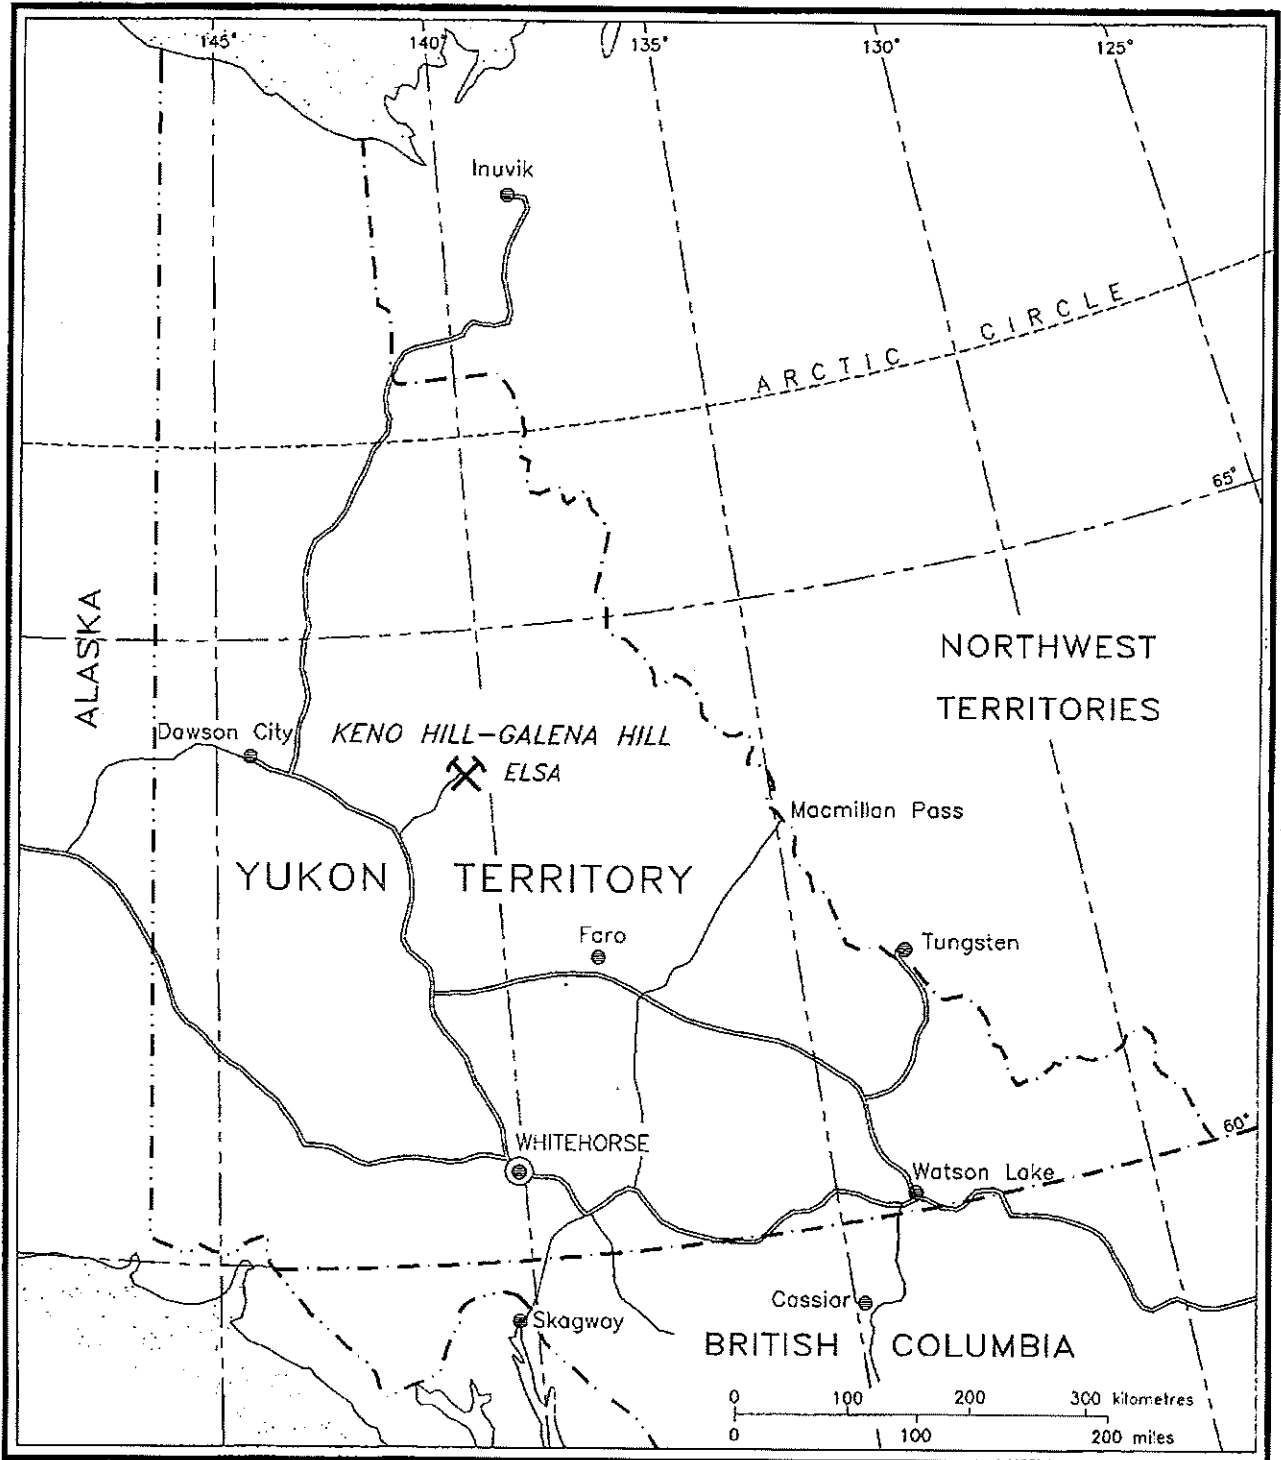 145°
140°
135°
130°
125°
Inuvik
ARCTIC CIRCLE
65°
ALASKA
NORTHWEST
TERRITORIES
Dawson City
KENO HILL–GALENA HILL
ELSA
Macmillan Pass
YUKON TERRITORY
Faro
Tungsten
60°
WHITEHORSE
Watson Lake
Cassiar
Skagway
BRITISH COLUMBIA
0 100 200 300 kilometres
0 100 200 miles